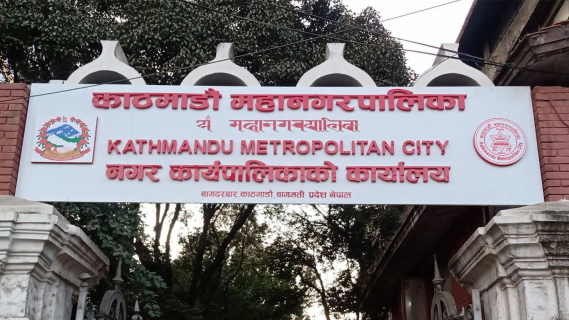 काठमाडौं महानगरपालिका
KATHMANDU METROPOLITAN CITY
नगर कार्यपालिकाको कार्यालय
बागदरबार, काठमाडौं, बागमती प्रदेश नेपाल